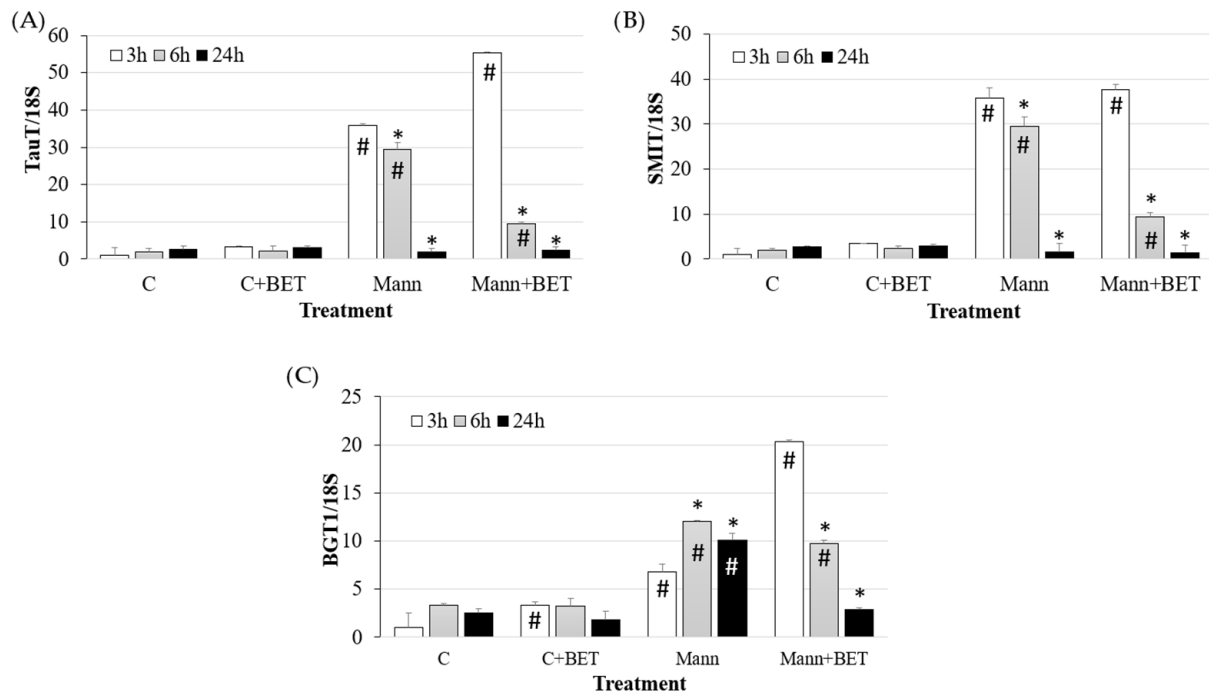 (A)
60
50
40
30
20
10
0
TauT/18S
3h 6h 24h
# * # * # * # *
C C+BET Mann Mann+BET
Treatment
(B)
50
40
30
20
10
0
SMIT/18S
3h 6h 24h
# * # * # * # *
C C+BET Mann Mann+BET
Treatment
(C)
25
20
15
10
5
0
BGT1/18S
3h 6h 24h
# # * # * # # * # *
C C+BET Mann Mann+BET
Treatment